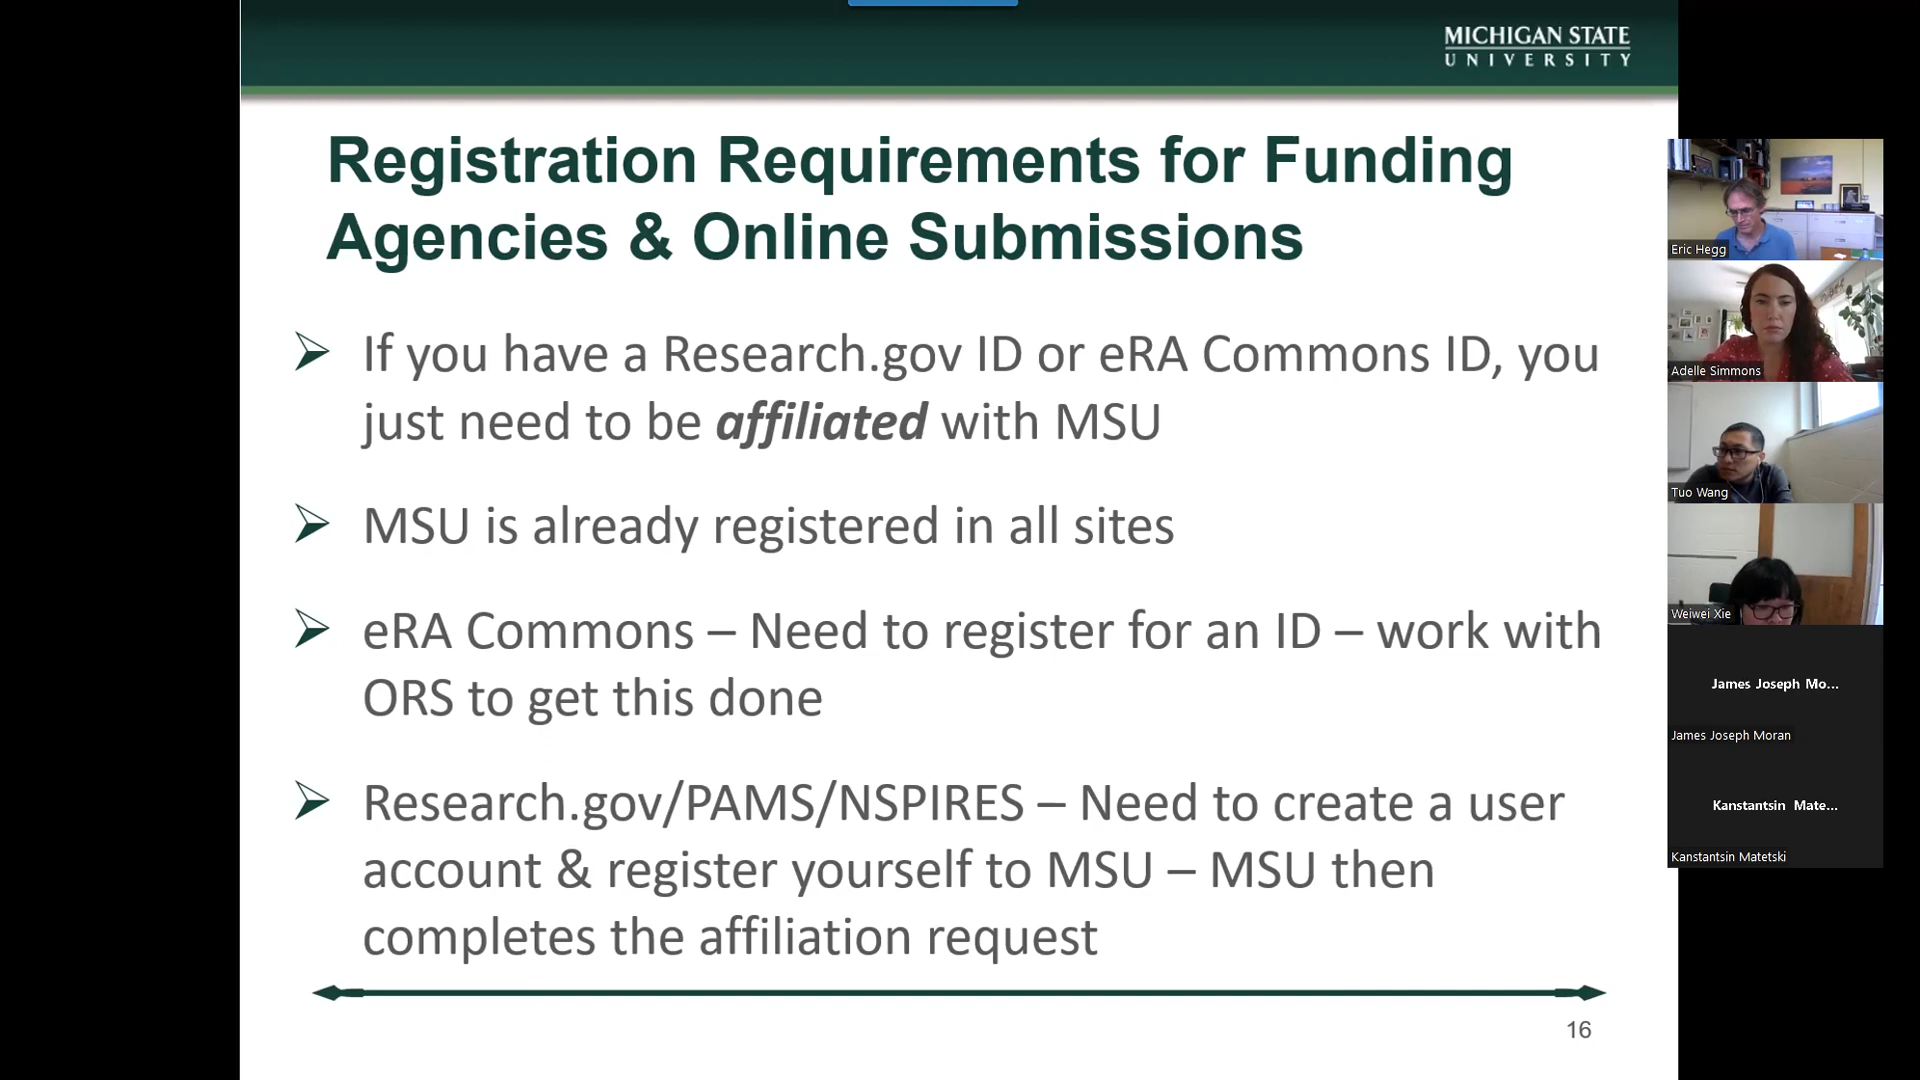 MICHIGAN STATE
UNIVERSITY
Registration Requirements for Funding
Agencies & Online Submissions
➢ If you have a Research.gov ID or eRA Commons ID, you
just need to be affiliated with MSU
➢ MSU is already registered in all sites
➢ eRA Commons – Need to register for an ID – work with
ORS to get this done
➢ Research.gov/PAMS/NSPIRES – Need to create a user
account & register yourself to MSU – MSU then
completes the affiliation request
16
Eric Hegg
Adelle Simmons
Tuo Wang
Weiwei Xie
James Joseph Mo...
James Joseph Moran
Kanstantsin Mate...
Kanstantsin Matetski